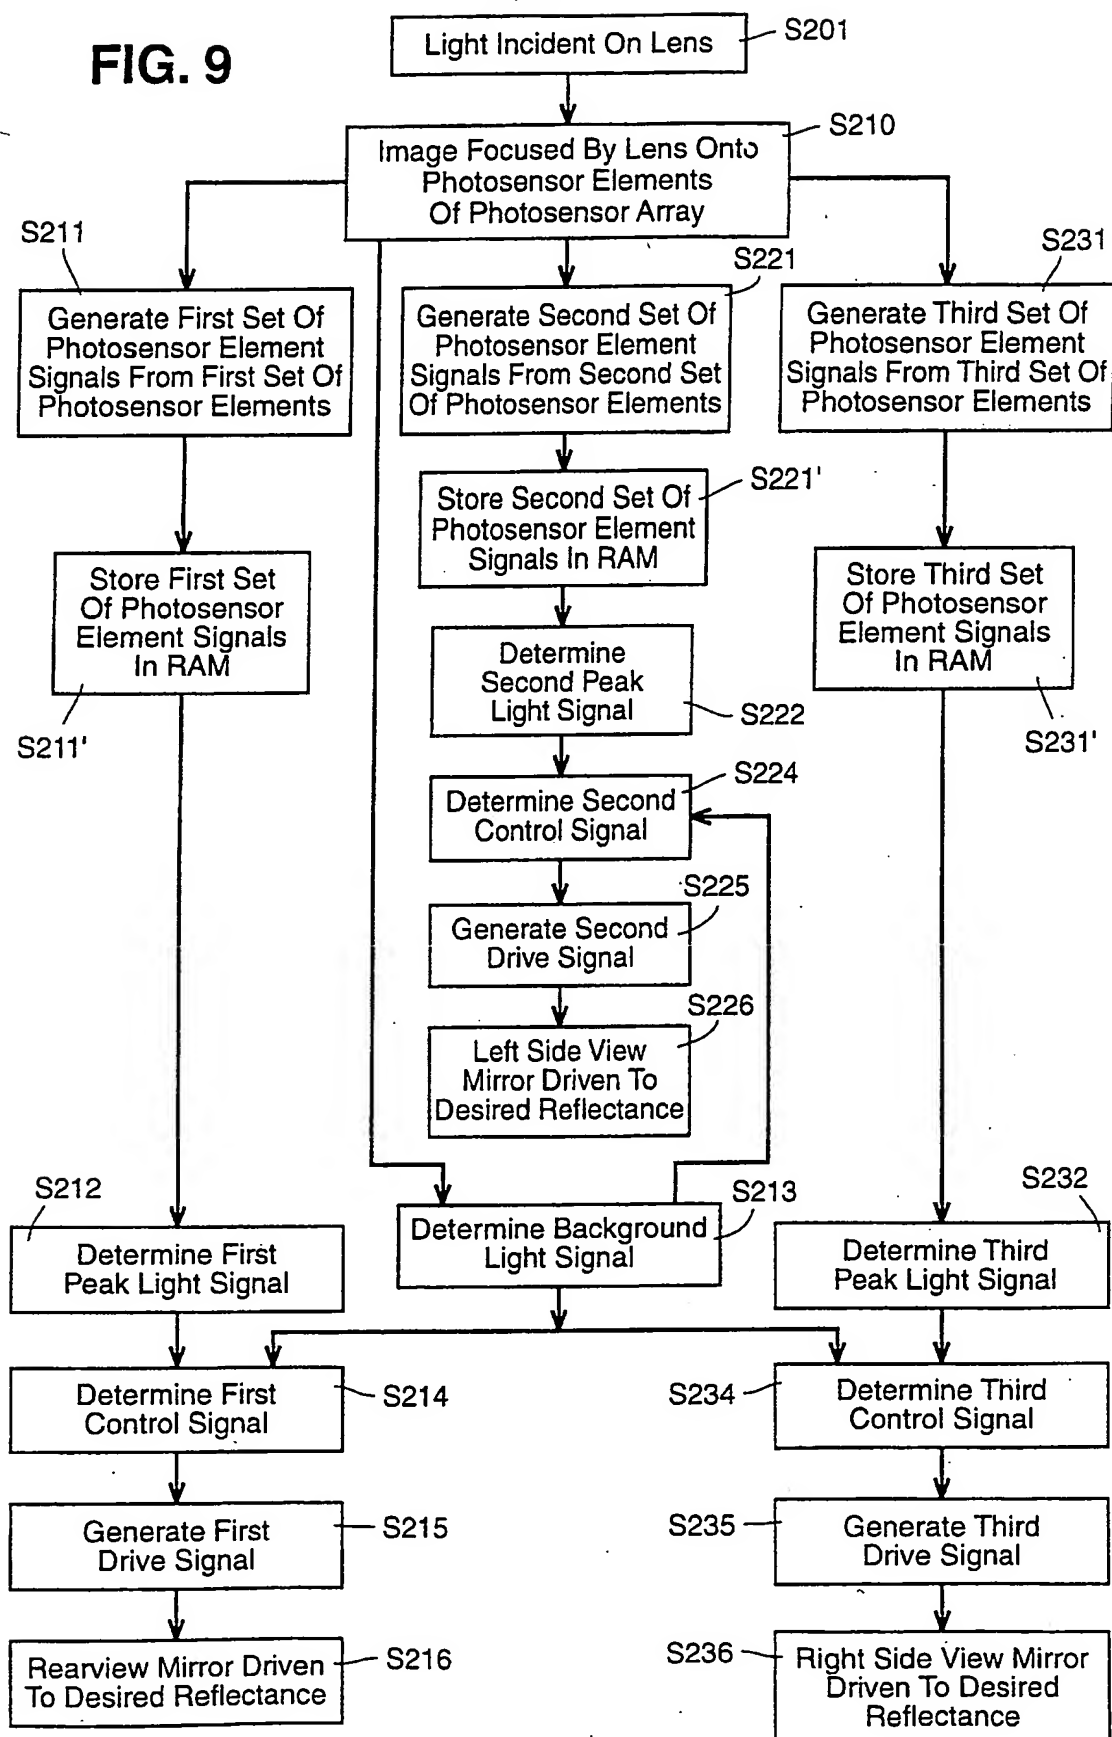 FIG. 9
Light Incident On Lens
S201
Image Focused By Lens Onto
Photosensor Elements
Of Photosensor Array
S210
S211
Generate First Set Of
Photosensor Element
Signals From First Set Of
Photosensor Elements
S221
Generate Second Set Of
Photosensor Element
Signals From Second Set
Of Photosensor Elements
S231
Generate Third Set Of
Photosensor Element
Signals From Third Set Of
Photosensor Elements
Store First Set
Of Photosensor
Element Signals
In RAM
S211'
Store Second Set Of
Photosensor Element
Signals In RAM
S221'
Store Third Set
Of Photosensor
Element Signals
In RAM
S231'
Determine
Second Peak
Light Signal
S222
S224
Determine Second
Control Signal
S225
Generate Second
Drive Signal
S226
Left Side View
Mirror Driven To
Desired Reflectance
S212
Determine First
Peak Light Signal
S213
Determine Background
Light Signal
S232
Determine Third
Peak Light Signal
Determine First
Control Signal
S214
S234
Determine Third
Control Signal
Generate First
Drive Signal
S215
S235
Generate Third
Drive Signal
Rearview Mirror Driven
To Desired Reflectance
S216
S236
Right Side View Mirror
Driven To Desired
Reflectance